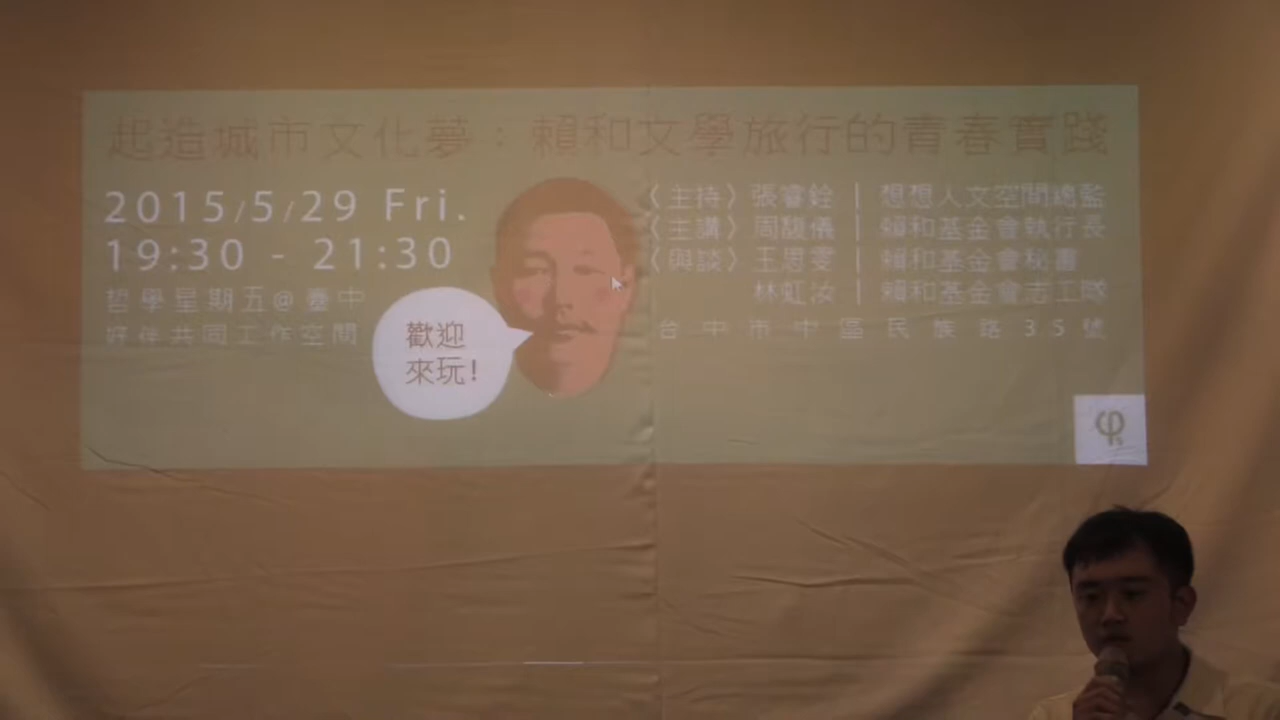 起造城市文化夢：賴和文學旅行的青春實踐
2015/5/29 Fri.
19:30 - 21:30
哲學星期五@臺中
好伴共同工作空間
歡迎
來玩!
〈主持〉張睿銓｜想想人文空間總監
〈主講〉周馥儀｜賴和基金會執行長
〈與談〉王思雯｜賴和基金會秘書
林虹汝｜賴和基金會志工隊
台中市中區民族路35號
φ